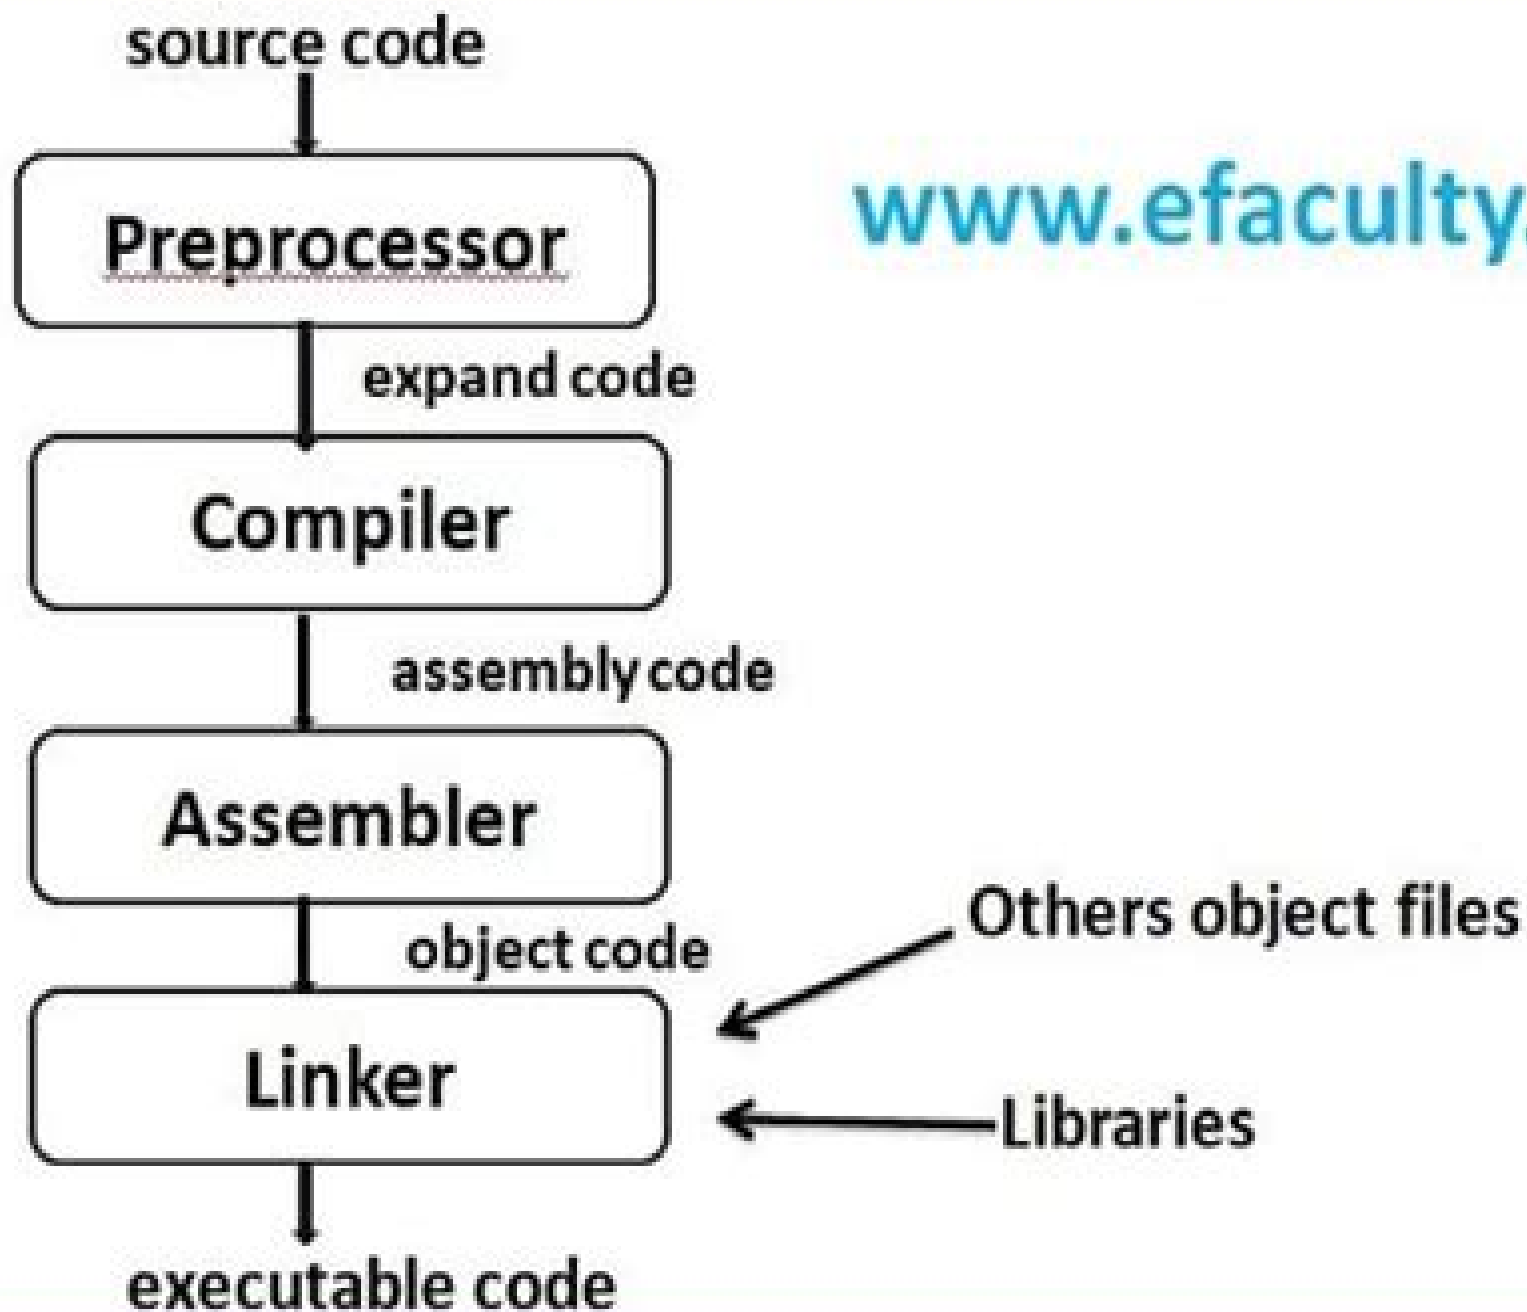 source code
Preprocessor
www.efaculty.
expand code
Compiler
assembly code
Assembler
Others object files
object code
Linker
Libraries
executable code